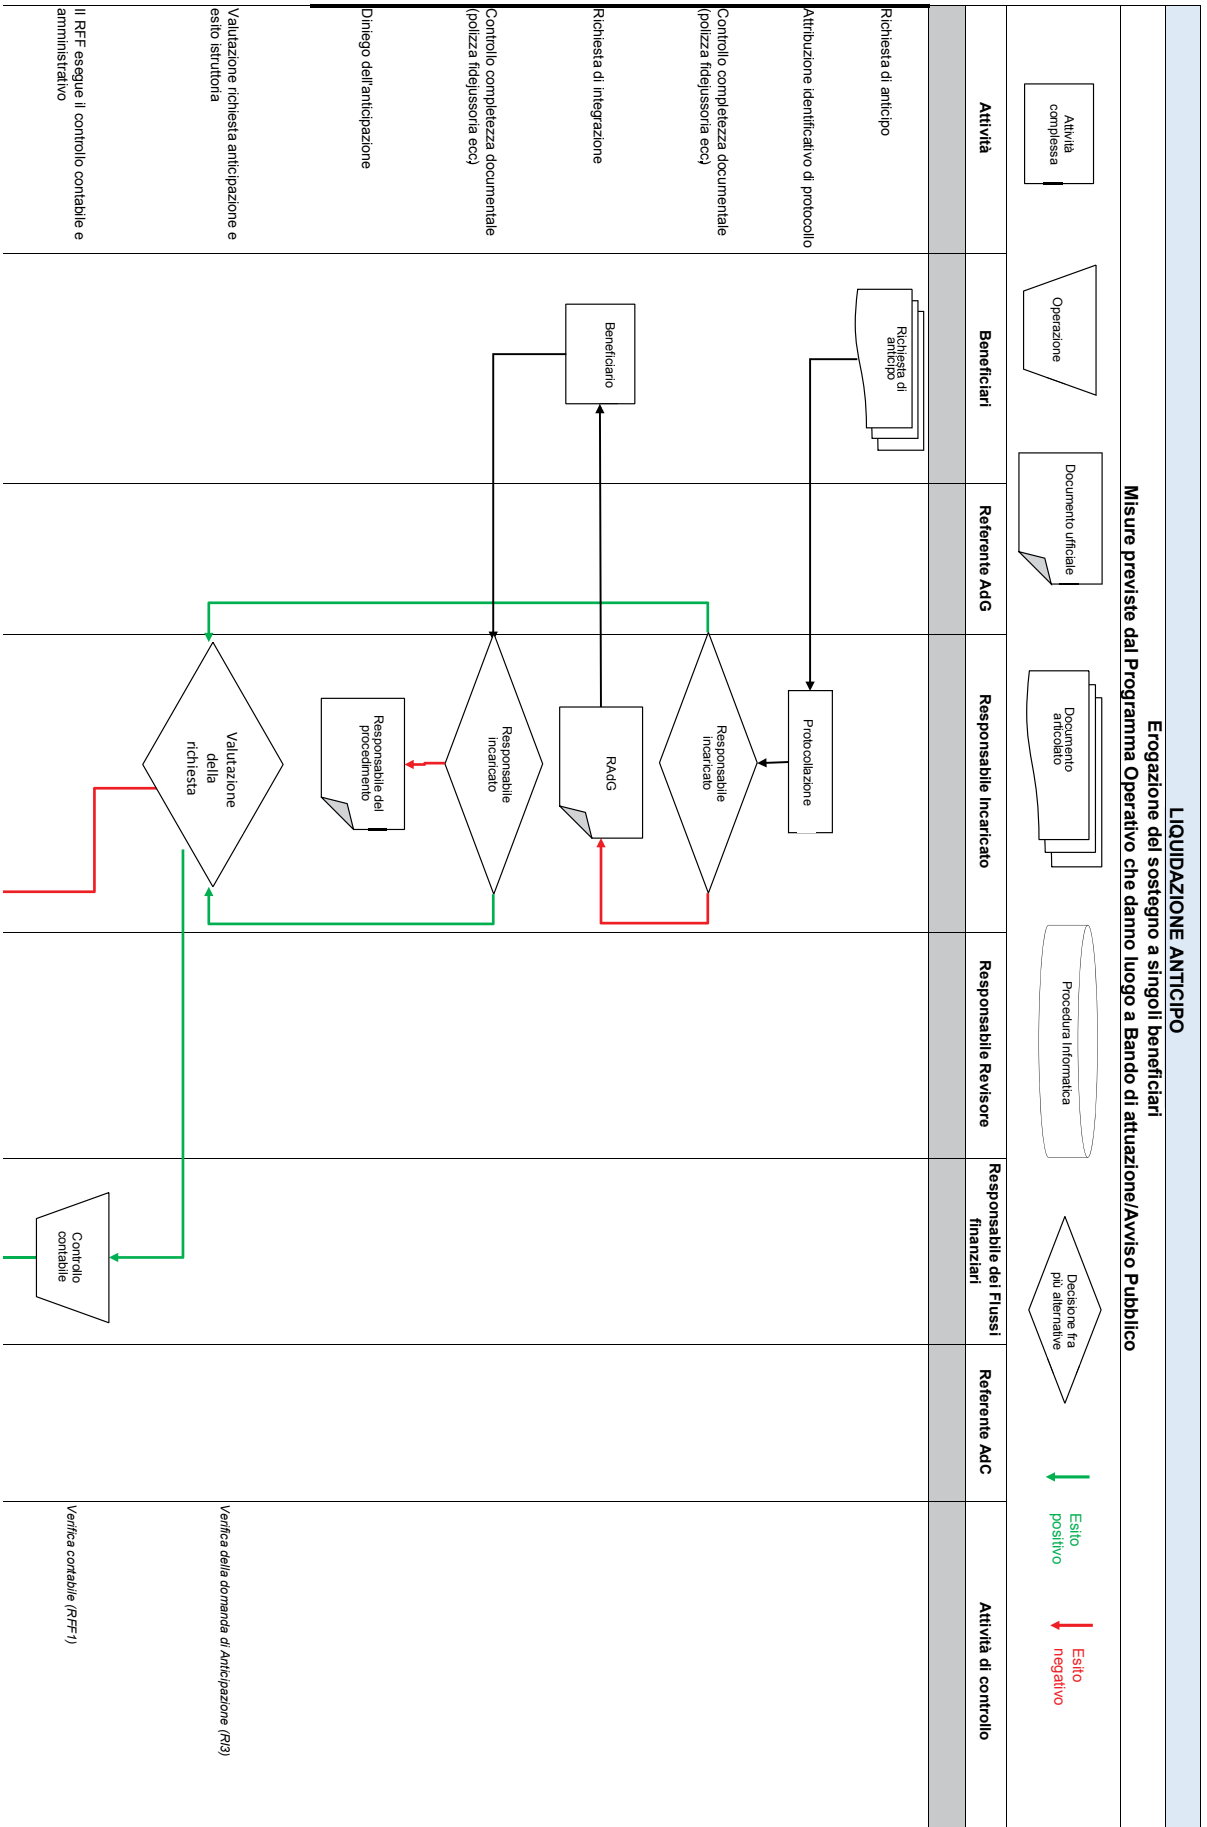 LIQUIDAZIONE ANTICIPO
Erogazione del sostegno a singoli beneficiari
Misure previste dal Programma Operativo che danno luogo a Bando di attuazione/Avviso Pubblico
Attività
complessa
Operazione
Documento ufficiale
Documento
articolato
Procedura Informatica
Decisione fra
più alternative
Esito
positivo
Esito
negativo
Attività
Beneficiari
Referente AdG
Responsabile Incaricato
Responsabile Revisore
Responsabile dei Flussi
finanziari
Referente AdC
Attività di controllo
Richiesta di anticipo
Richiesta di
anticipo
Attribuzione identificativo di protocollo
Protocollazione
Controllo completezza documentale
(polizza fidejussoria ecc)
Responsabile
incaricato
Richiesta di integrazione
Beneficiario
RAdG
Controllo completezza documentale
(polizza fidejussoria ecc)
Responsabile
incaricato
Diniego dell'anticipazione
Responsabile del
procedimento
Valutazione richiesta anticipazione e
esito istruttoria
Valutazione
della
richiesta
Verifica della domanda di Anticipazione (RI3)
Il RFF esegue il controllo contabile e
amministrativo
Controllo
contabile
Verifica contabile (RFF1)